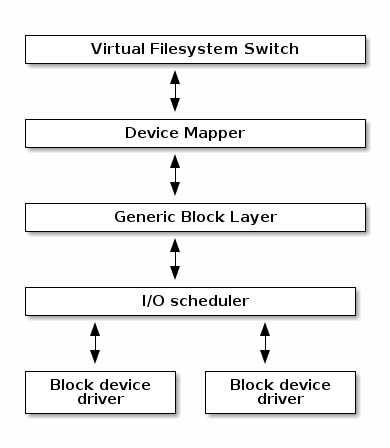 Virtual Filesystem Switch
Device Mapper
Generic Block Layer
I/O scheduler
Block device
driver
Block device
driver